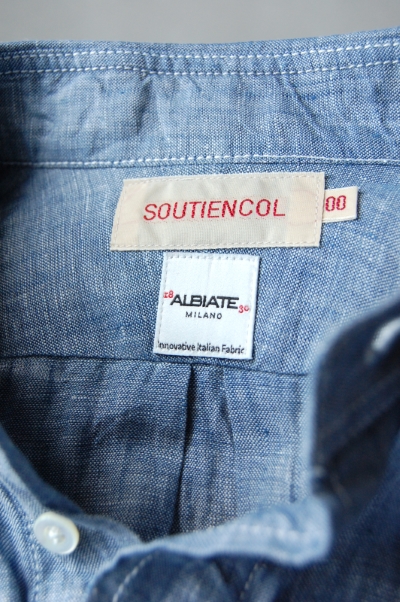 SOUTIENCOL
00
18 ALBIATE 30
MILANO
Innovative Italian Fabric